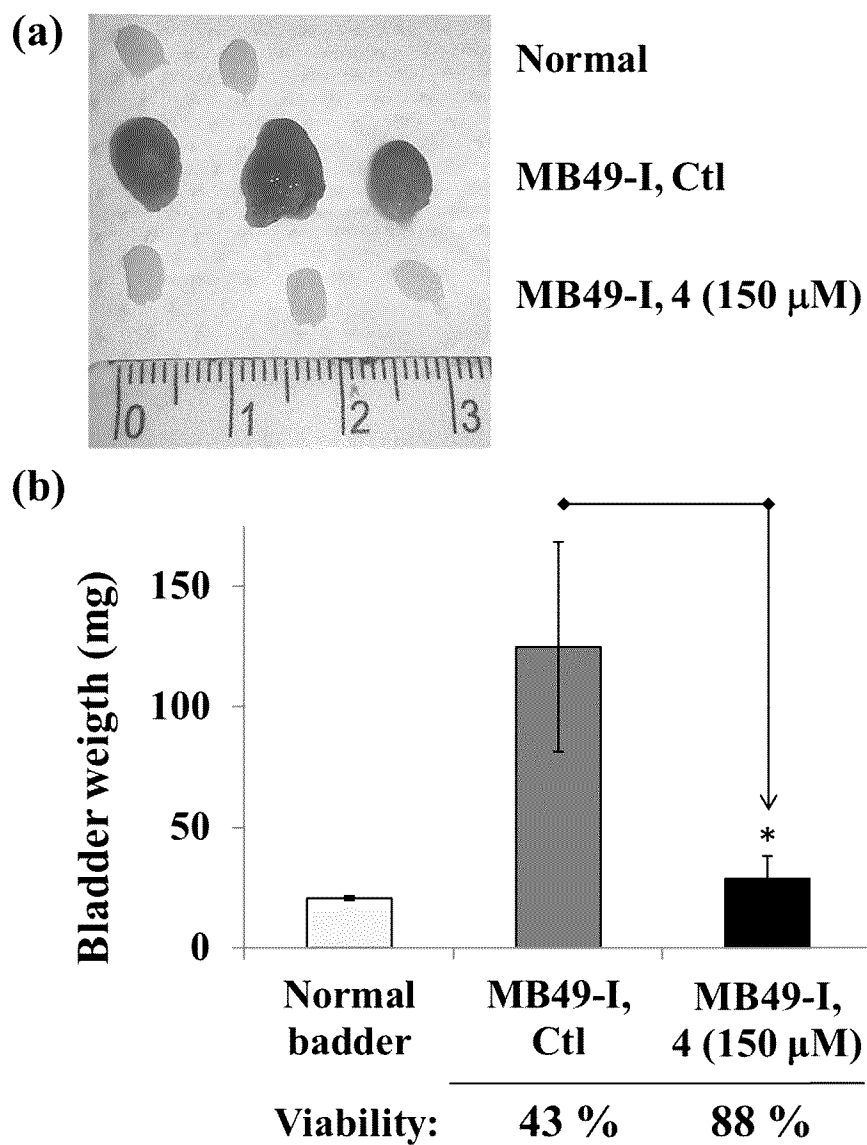 (a)
Normal
MB49-I, Ctl
MB49-I, 4 (150 μM)
0 1 2 3
(b)
Bladder weigth (mg)
150
100
50
0
*
Normal badder
MB49-I, Ctl
MB49-I, 4 (150 μM)
Viability: 43 % 88 %